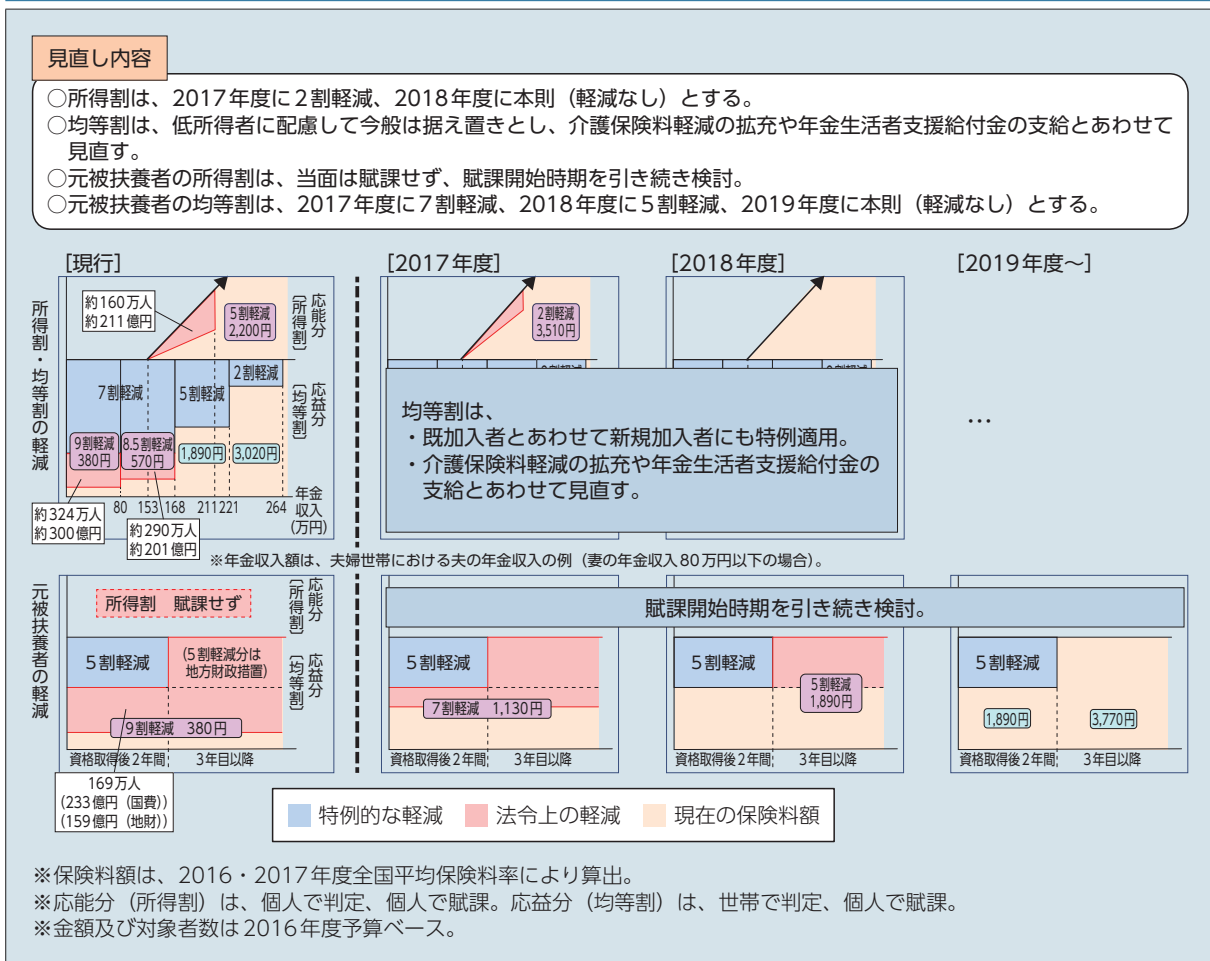 見直し内容
○所得割は、2017年度に2割軽減、2018年度に本則（軽減なし）とする。
○均等割は、低所得者に配慮して今般は据え置きとし、介護保険料軽減の拡充や年金生活者支援給付金の支給とあわせて
見直す。
○元被扶養者の所得割は、当面は賦課せず、賦課開始時期を引き続き検討。
○元被扶養者の均等割は、2017年度に7割軽減、2018年度に5割軽減、2019年度に本則（軽減なし）とする。
[現行]
[2017年度]
[2018年度]
[2019年度～]
所得割・均等割の軽減
約160万人
約211億円
5割軽減
2,200円
応能分
〔所得割〕
2割軽減
3,510円
7割軽減
5割軽減
2割軽減
応益分
〔均等割〕
9割軽減
380円
8.5割軽減
570円
1,890円
3,020円
80 153 168 211 221 264
年金
収入
(万円)
約324万人
約300億円
約290万人
約201億円
均等割は、
・既加入者とあわせて新規加入者にも特例適用。
・介護保険料軽減の拡充や年金生活者支援給付金の
支給とあわせて見直す。
…
※年金収入額は、夫婦世帯における夫の年金収入の例（妻の年金収入80万円以下の場合）。
元被扶養者の軽減
所得割 賦課せず
応能分
〔所得割〕
賦課開始時期を引き続き検討。
5割軽減
(5割軽減分は
地方財政措置)
応益分
〔均等割〕
9割軽減 380円
資格取得後2年間 3年目以降
169万人
(233億円（国費）)
(159億円（地財）)
5割軽減
7割軽減 1,130円
資格取得後2年間 3年目以降
5割軽減
5割軽減
1,890円
資格取得後2年間 3年目以降
5割軽減
1,890円 3,770円
資格取得後2年間 3年目以降
特例的な軽減 法令上の軽減 現在の保険料額
※保険料額は、2016・2017年度全国平均保険料率により算出。
※応能分（所得割）は、個人で判定、個人で賦課。応益分（均等割）は、世帯で判定、個人で賦課。
※金額及び対象者数は2016年度予算ベース。